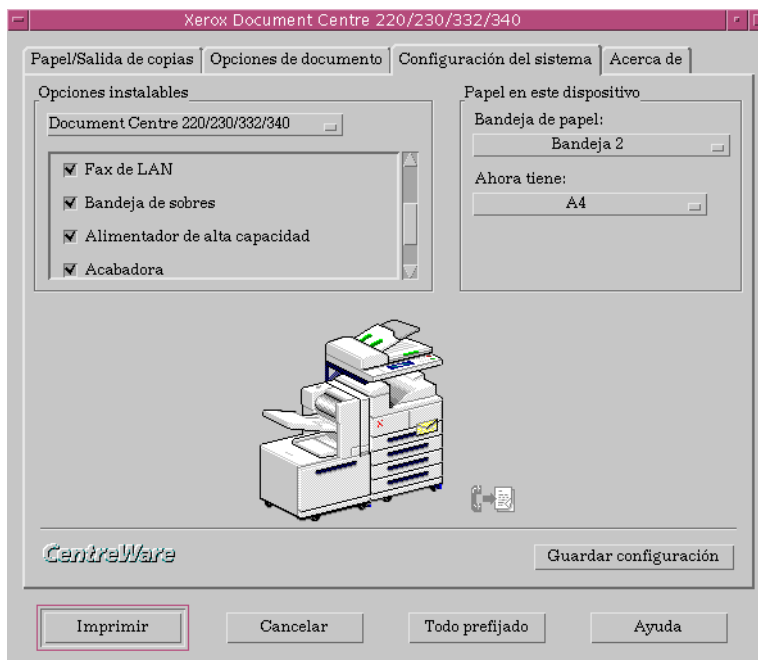 Xerox Document Centre 220/230/332/340
Papel/Salida de copias
Opciones de documento
Configuración del sistema
Acerca de
Opciones instalables
Document Centre 220/230/332/340
Fax de LAN
Bandeja de sobres
Alimentador de alta capacidad
Acabadora
Papel en este dispositivo
Bandeja de papel:
Bandeja 2
Ahora tiene:
A4
CentreWare
Guardar configuración
Imprimir
Cancelar
Todo prefijado
Ayuda